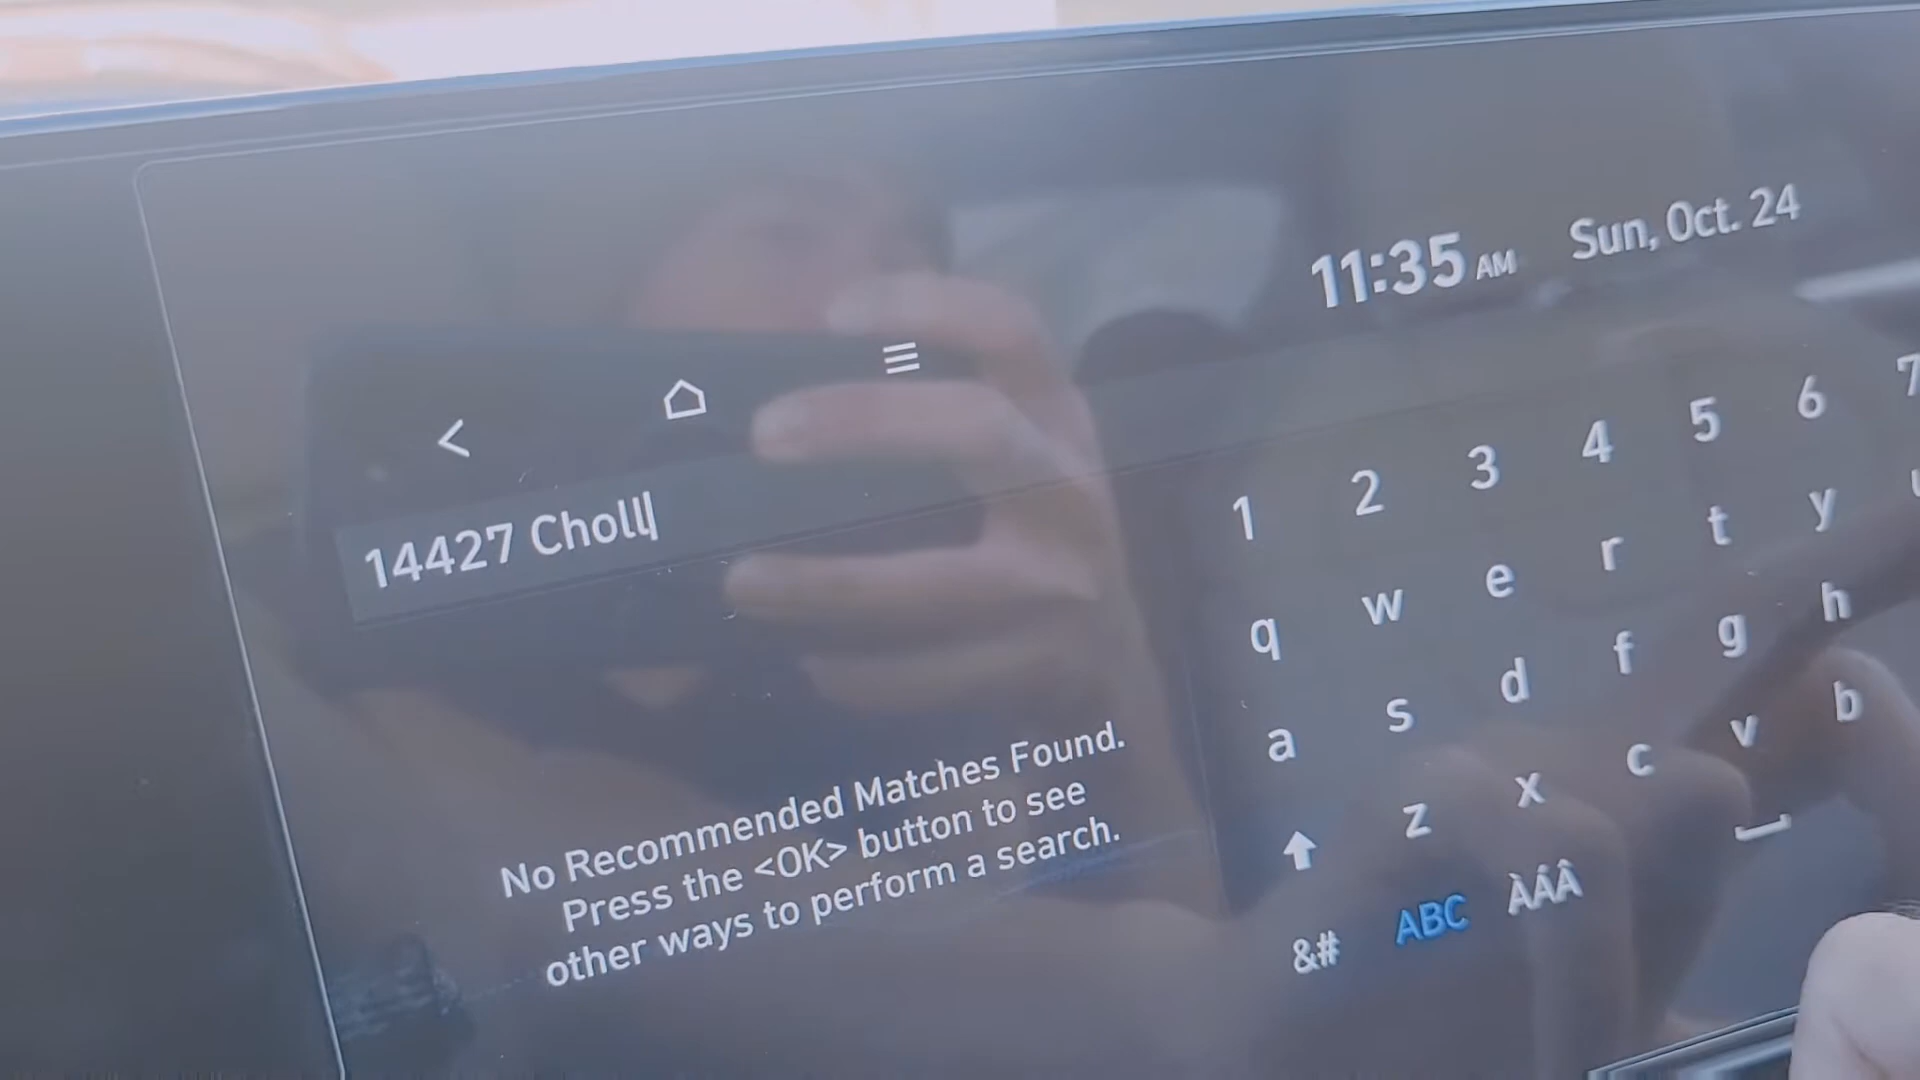 11:35 AM Sun, Oct. 24
14427 Choll
No Recommended Matches Found.
Press the <OK> button to see
other ways to perform a search.
1 2 3 4 5 6 7
q w e r t y u
a s d f g h
z x c v b
&# ABC ÀÁÂ